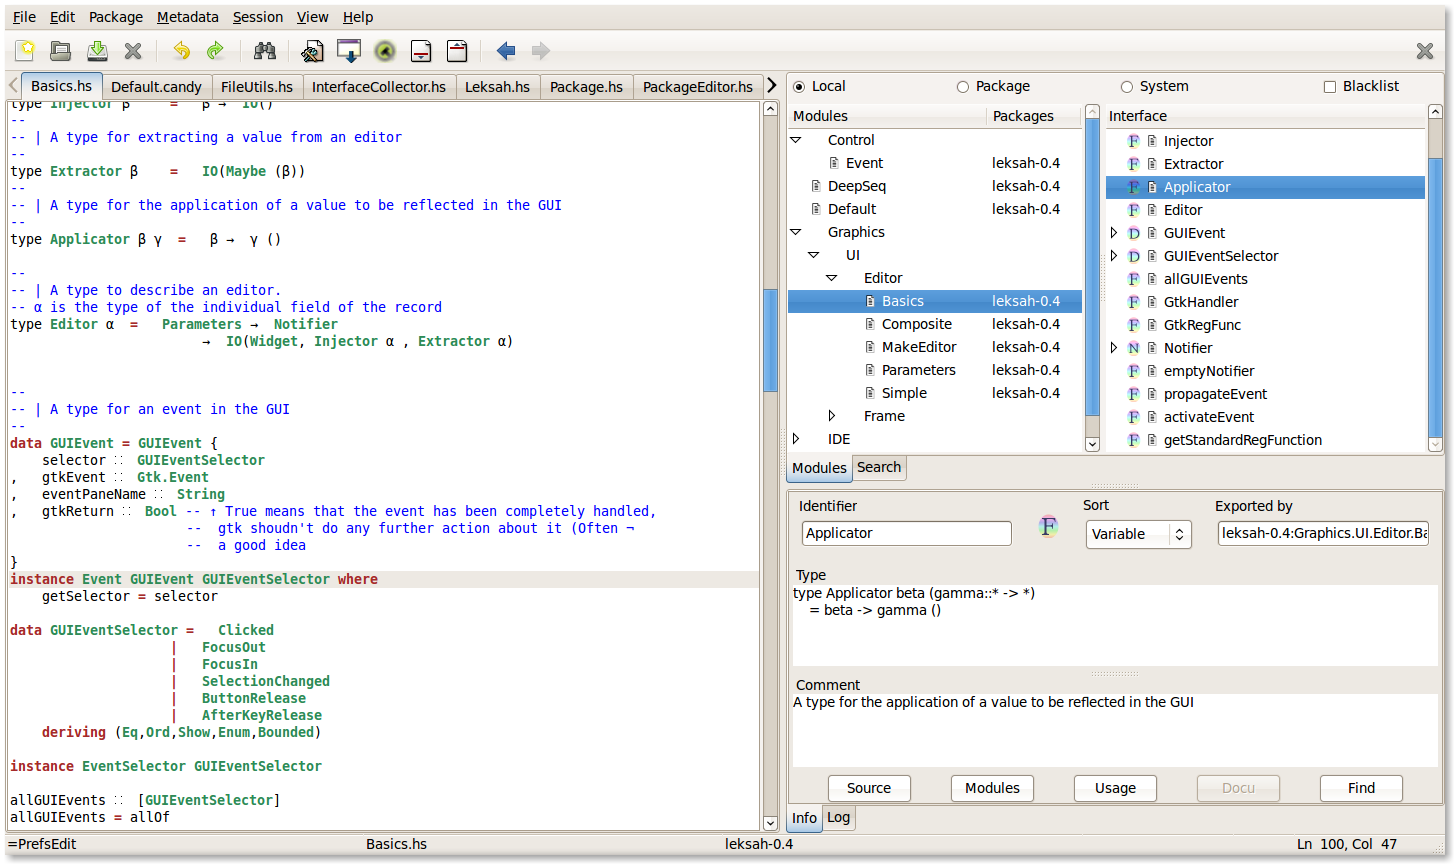 File Edit Package Metadata Session View Help
Basics.hs Default.candy FileUtils.hs InterfaceCollector.hs Leksah.hs Package.hs PackageEditor.hs
type Injector β = β → IO()
--
-- | A type for extracting a value from an editor
--
type Extractor β = IO(Maybe (β))
--
-- | A type for the application of a value to be reflected in the GUI
--
type Applicator β γ = β → γ ()
--
-- | A type to describe an editor.
-- α is the type of the individual field of the record
type Editor α = Parameters → Notifier
→ IO(Widget, Injector α , Extractor α)
--
-- | A type for an event in the GUI
--
data GUIEvent = GUIEvent {
selector ∷ GUIEventSelector
, gtkEvent ∷ Gtk.Event
, eventPaneName ∷ String
, gtkReturn ∷ Bool -- ↑ True means that the event has been completely handled,
-- gtk shoudn't do any further action about it (Often ¬
-- a good idea
}
instance Event GUIEvent GUIEventSelector where
getSelector = selector
data GUIEventSelector = Clicked
| FocusOut
| FocusIn
| SelectionChanged
| ButtonRelease
| AfterKeyRelease
deriving (Eq,Ord,Show,Enum,Bounded)
instance EventSelector GUIEventSelector
allGUIEvents ∷ [GUIEventSelector]
allGUIEvents = allOf
Local Package System Blacklist
Modules Packages
Control
Event leksah-0.4
DeepSeq leksah-0.4
Default leksah-0.4
Graphics
UI
Editor
Basics leksah-0.4
Composite leksah-0.4
MakeEditor leksah-0.4
Parameters leksah-0.4
Simple leksah-0.4
Frame
IDE
Modules Search
Interface
F Injector
F Extractor
F Applicator
F Editor
D GUIEvent
D GUIEventSelector
F allGUIEvents
F GtkHandler
F GtkRegFunc
N Notifier
F emptyNotifier
F propagateEvent
F activateEvent
F getStandardRegFunction
Identifier Sort Exported by
Applicator F Variable leksah-0.4:Graphics.UI.Editor.Ba
Type
type Applicator beta (gamma::* -> *)
= beta -> gamma ()
Comment
A type for the application of a value to be reflected in the GUI
Source Modules Usage Docu Find
Info Log
=PrefsEdit Basics.hs leksah-0.4 Ln 100, Col 47